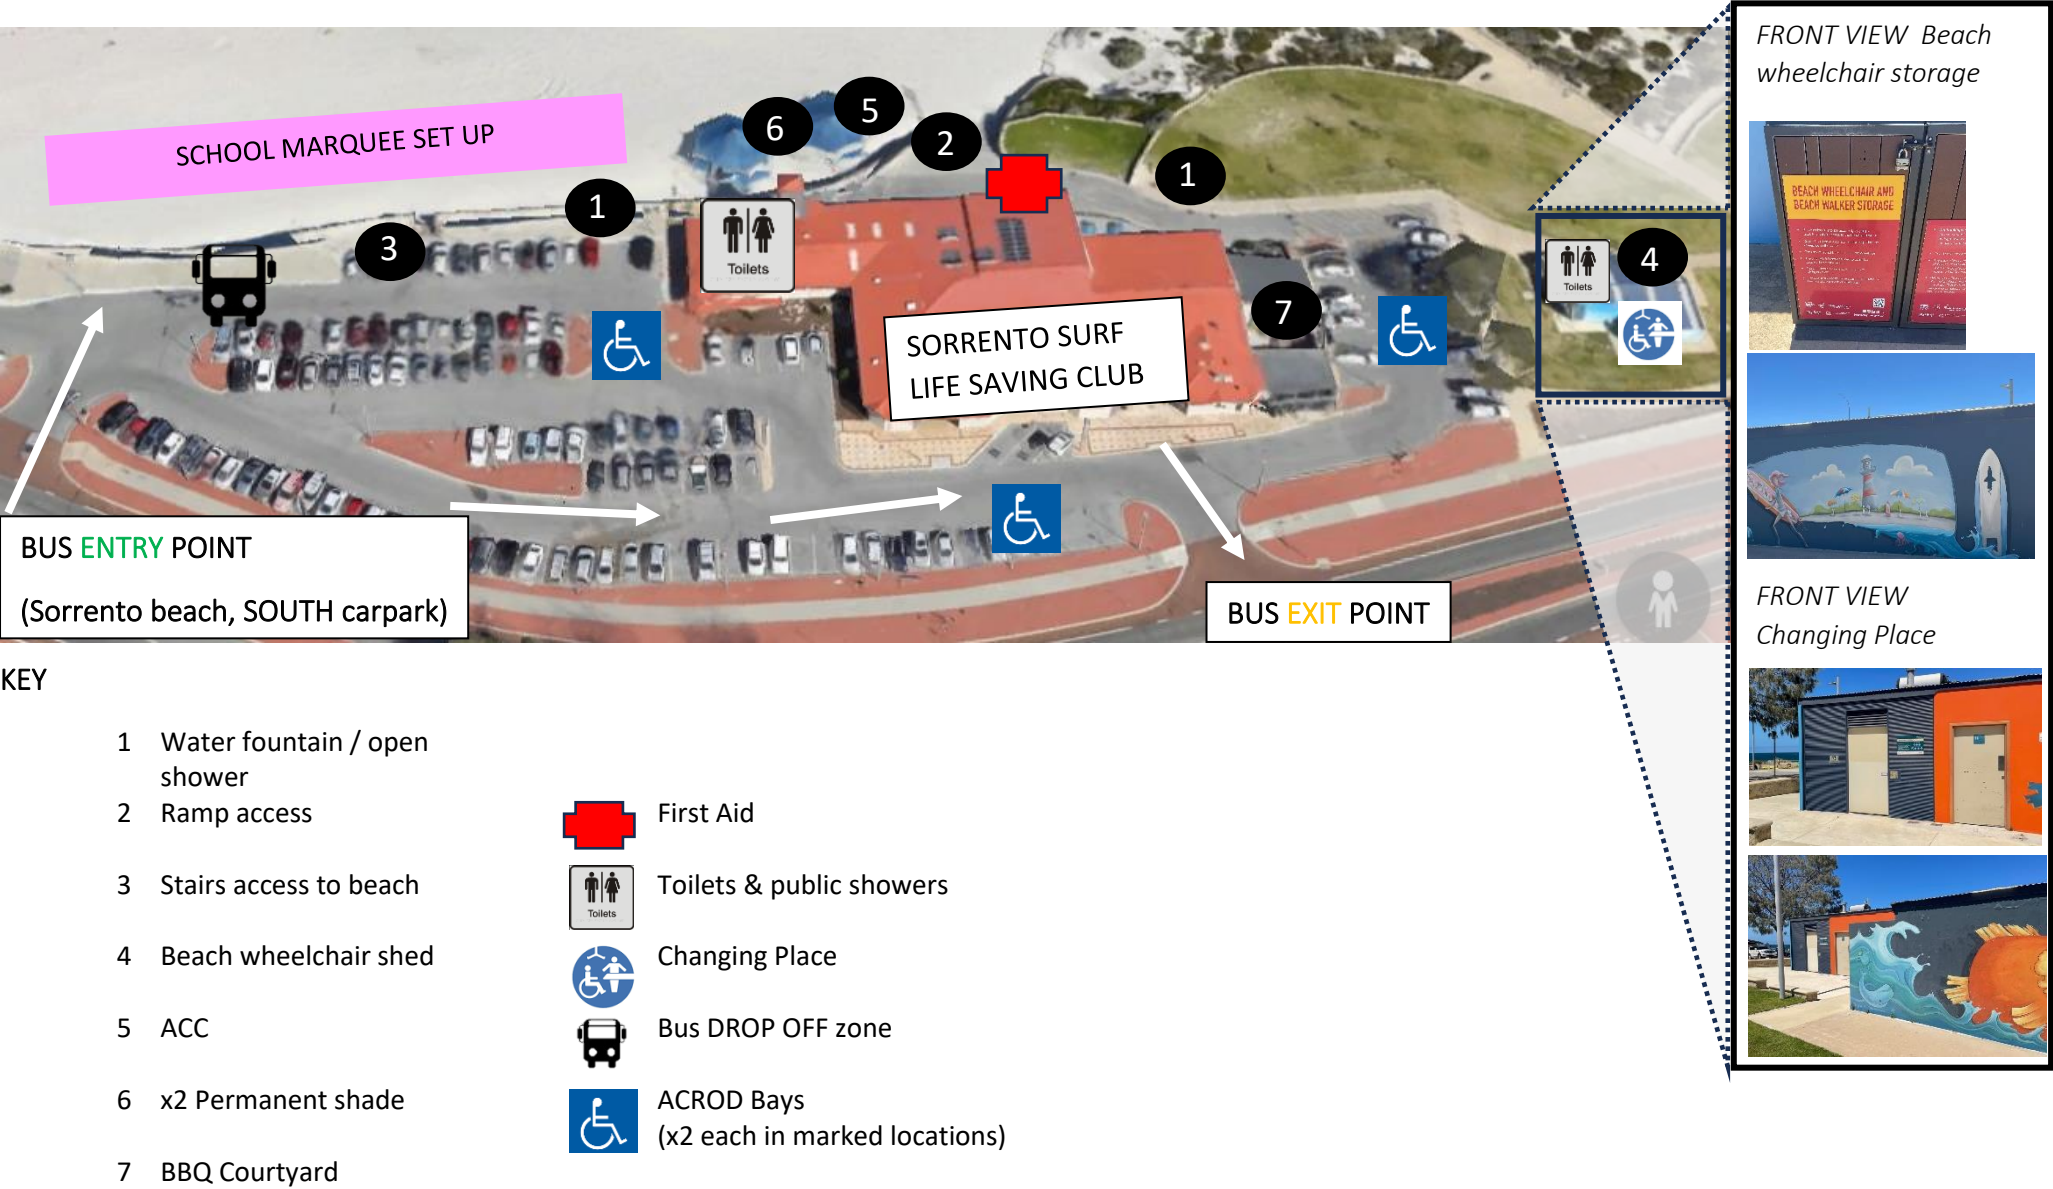 FRONT VIEW Beach
wheelchair storage
BEACH WHEELCHAIR AND
BEACH WALKER STORAGE
FRONT VIEW
Changing Place
SCHOOL MARQUEE SET UP
6
5
2
1
1
3
Toilets
4
Toilets
7
SORRENTO SURF
LIFE SAVING CLUB
BUS ENTRY POINT
(Sorrento beach, SOUTH carpark)
BUS EXIT POINT
KEY
1 Water fountain / open
shower
2 Ramp access
3 Stairs access to beach
4 Beach wheelchair shed
5 ACC
6 x2 Permanent shade
7 BBQ Courtyard
First Aid
Toilets
Toilets & public showers
Changing Place
Bus DROP OFF zone
ACROD Bays
(x2 each in marked locations)